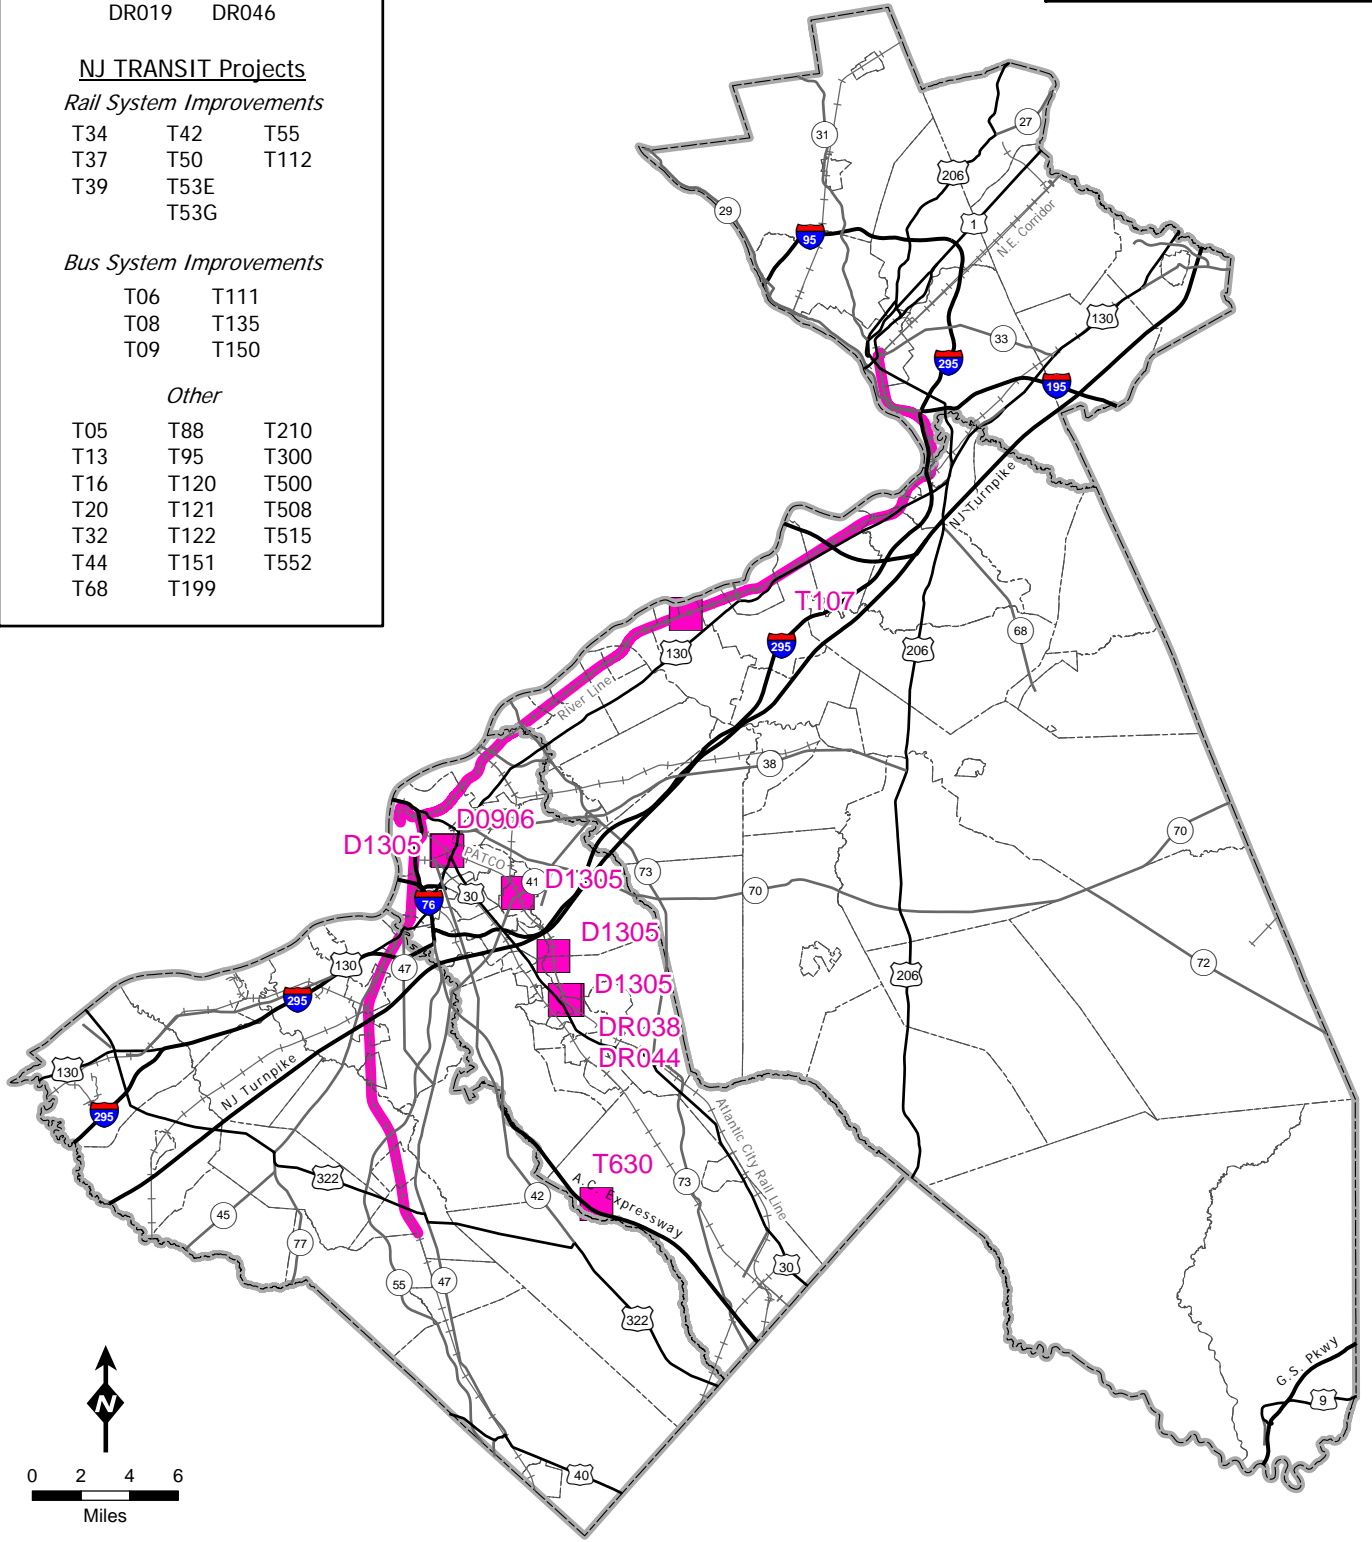 DR019 DR046
NJ TRANSIT Projects
Rail System Improvements
T34 T42 T55
T37 T50 T112
T39 T53E
T53G
Bus System Improvements
T06 T111
T08 T135
T09 T150
Other
T05 T88 T210
T13 T95 T300
T16 T120 T500
T20 T121 T508
T32 T122 T515
T44 T151 T552
T68 T199
31
27
206
29
1
95
N.E. Corridor
130
33
295
195
NJ Turnpike
T107
68
130
295
206
River Line
38
D0906
70
D1305
PATCO
73
41
D1305
70
30
76
D1305
130
47
72
206
295
D1305
DR038
DR044
130
NJ Turnpike
295
Atlantic City Rail Line
T630
322
73
A.C. Expressway
42
45
77
30
55
47
322
G.S. Pkwy
9
N
40
0 2 4 6
Miles